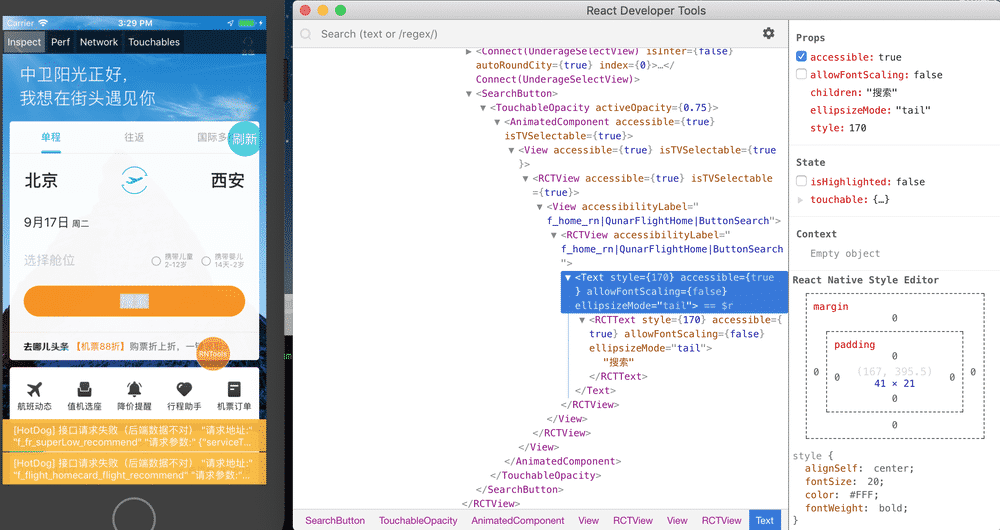 Carrier
3:29 PM
Inspect Perf Network Touchables
中卫阳光正好，
我想在街头遇见你
单程 往返 国际多
刷新
北京 西安
9月17日 周二
选择舱位 携带儿童 2-12岁 携带婴儿 14天-2岁
去哪儿头条 【机票88折】购票折上折，一
RNTools
航班动态 值机选座 降价提醒 行程助手 机票订单
[HotDog] 接口请求失败（后端数据不对） "请求地址:"
"f_fr_superLow_recommend" "请求参数:" {"serviceT...
[HotDog] 接口请求失败（后端数据不对） "请求地址:"
"f_flight_homecard_flight_recommend" "请求参数:"...
React Developer Tools
Search (text or /regex/)
▶<Connect(UnderageSelectView) isInter={false}
autoRoundCity={true} index={0}>…</
Connect(UnderageSelectView)>
▼<SearchButton>
▼<TouchableOpacity activeOpacity={0.75}>
▼<AnimatedComponent accessible={true}
isTVSelectable={true}>
▼<View accessible={true} isTVSelectable={true
}>
▼<RCTView accessible={true} isTVSelectable
={true}>
▼<View accessibilityLabel="
f_home_rn|QunarFlightHome|ButtonSearch">
▼<RCTView accessibilityLabel="
f_home_rn|QunarFlightHome|ButtonSearch
">
▼<Text style={170} accessible={true
} allowFontScaling={false}
ellipsizeMode="tail"> == $r
▼<RCTText style={170} accessible={
true} allowFontScaling={false}
ellipsizeMode="tail">
"搜索"
</RCTText>
</Text>
</RCTView>
</View>
</RCTView>
</View>
</AnimatedComponent>
</TouchableOpacity>
</SearchButton>
</RCTView>
SearchButton TouchableOpacity AnimatedComponent View RCTView View RCTView Text
Props
accessible: true
allowFontScaling: false
children: "搜索"
ellipsizeMode: "tail"
style: 170
State
isHighlighted: false
▶ touchable: {…}
Context
Empty object
React Native Style Editor
margin
0
padding
0
0 0 (167, 395.5) 0 0
41 × 21
0
0
style {
alignSelf: center;
fontSize: 20;
color: #FFF;
fontWeight: bold;
}